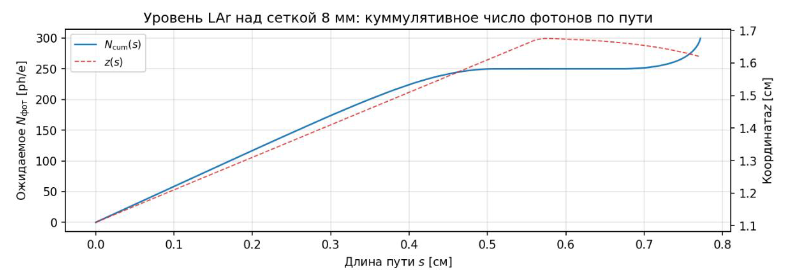 Уровень LAr над сеткой 8 мм: куммулятивное число фотонов по пути
Ожидаемое Nфот [ph/e]
300
250
200
150
100
50
0
Ncum(s)
z(s)
1.7
1.6
1.5
1.4
1.3
1.2
1.1
Координатаz [см]
0.0 0.1 0.2 0.3 0.4 0.5 0.6 0.7 0.8
Длина пути s [см]